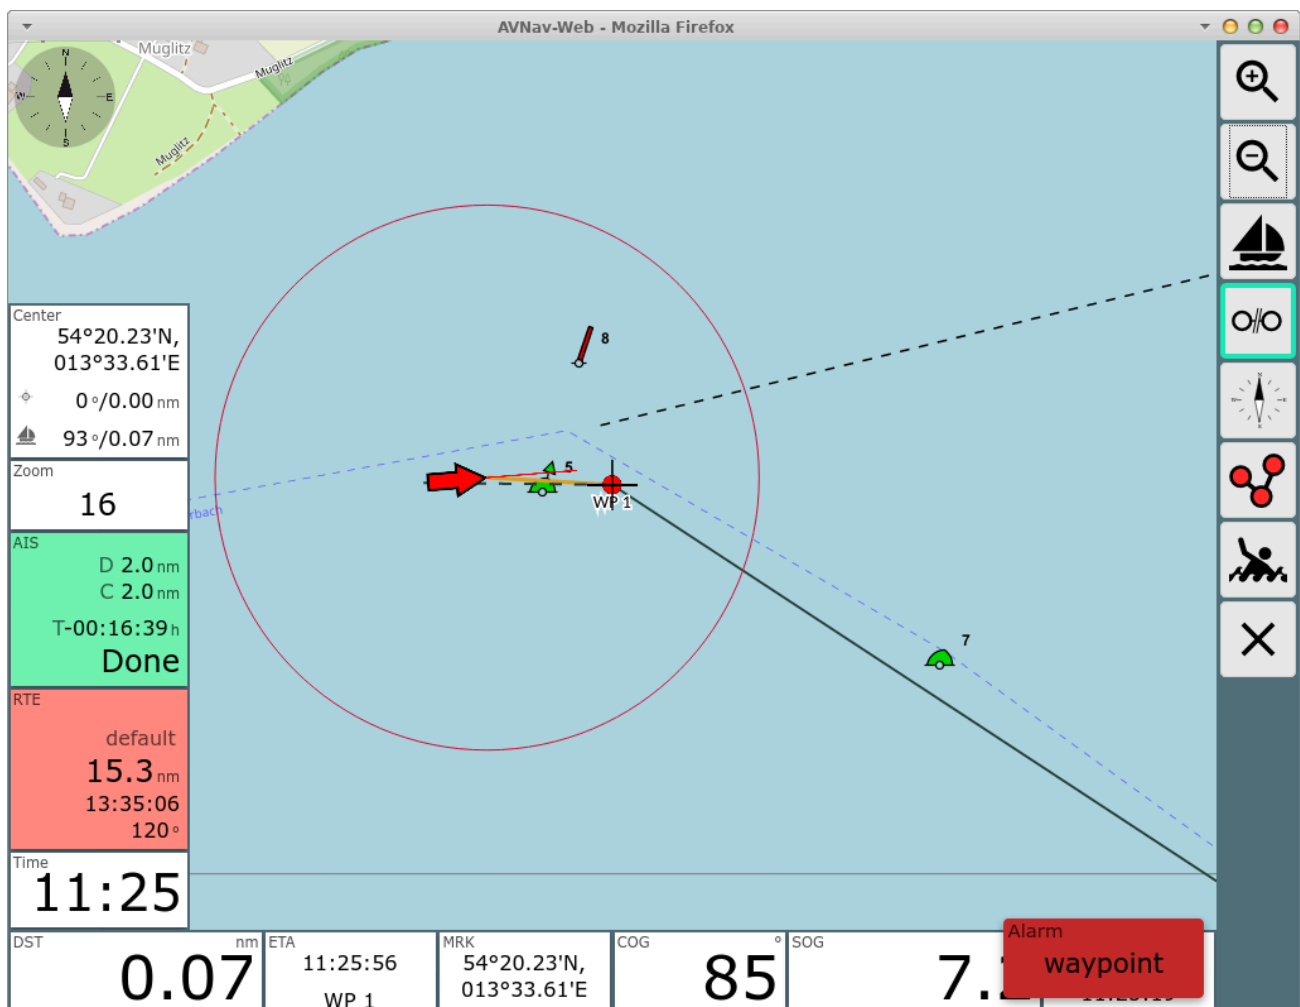 AVNav-Web - Mozilla Firefox
Muglitz
Muglitz
Muglitz
N
W
E
S
Center
54°20.23'N,
013°33.61'E
0°/0.00 nm
93°/0.07 nm
Zoom
16
AIS
D 2.0 nm
C 2.0 nm
T-00:16:39 h
Done
RTE
default
15.3 nm
13:35:06
120°
Time
11:25
8
5
WP 1
7
rbach
DST nm
0.07
ETA
11:25:56
WP 1
MRK
54°20.23'N,
013°33.61'E
COG °
85
SOG
7.
Alarm
waypoint